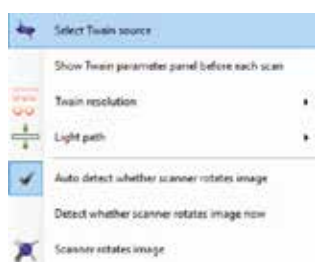 Select Twain source
Show Twain parameter panel before each scan
Twain resolution
Light path
Auto detect whether scanner rotates image
Detect whether scanner rotates image now
Scanner rotates image